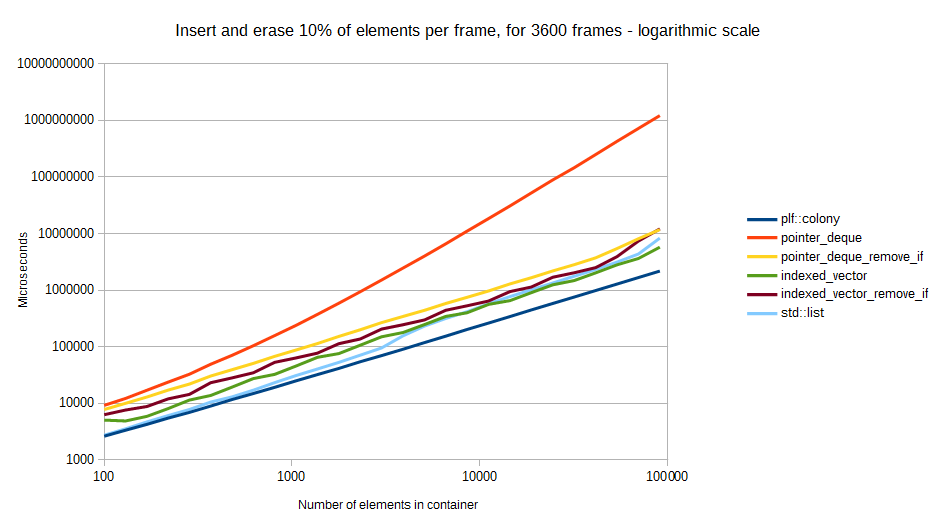 Insert and erase 10% of elements per frame, for 3600 frames - logarithmic scale
10000000000
1000000000
100000000
10000000
1000000
100000
10000
1000
100
1000
10000
100000
Microseconds
Number of elements in container
plf::colony
pointer_deque
pointer_deque_remove_if
indexed_vector
indexed_vector_remove_if
std::list